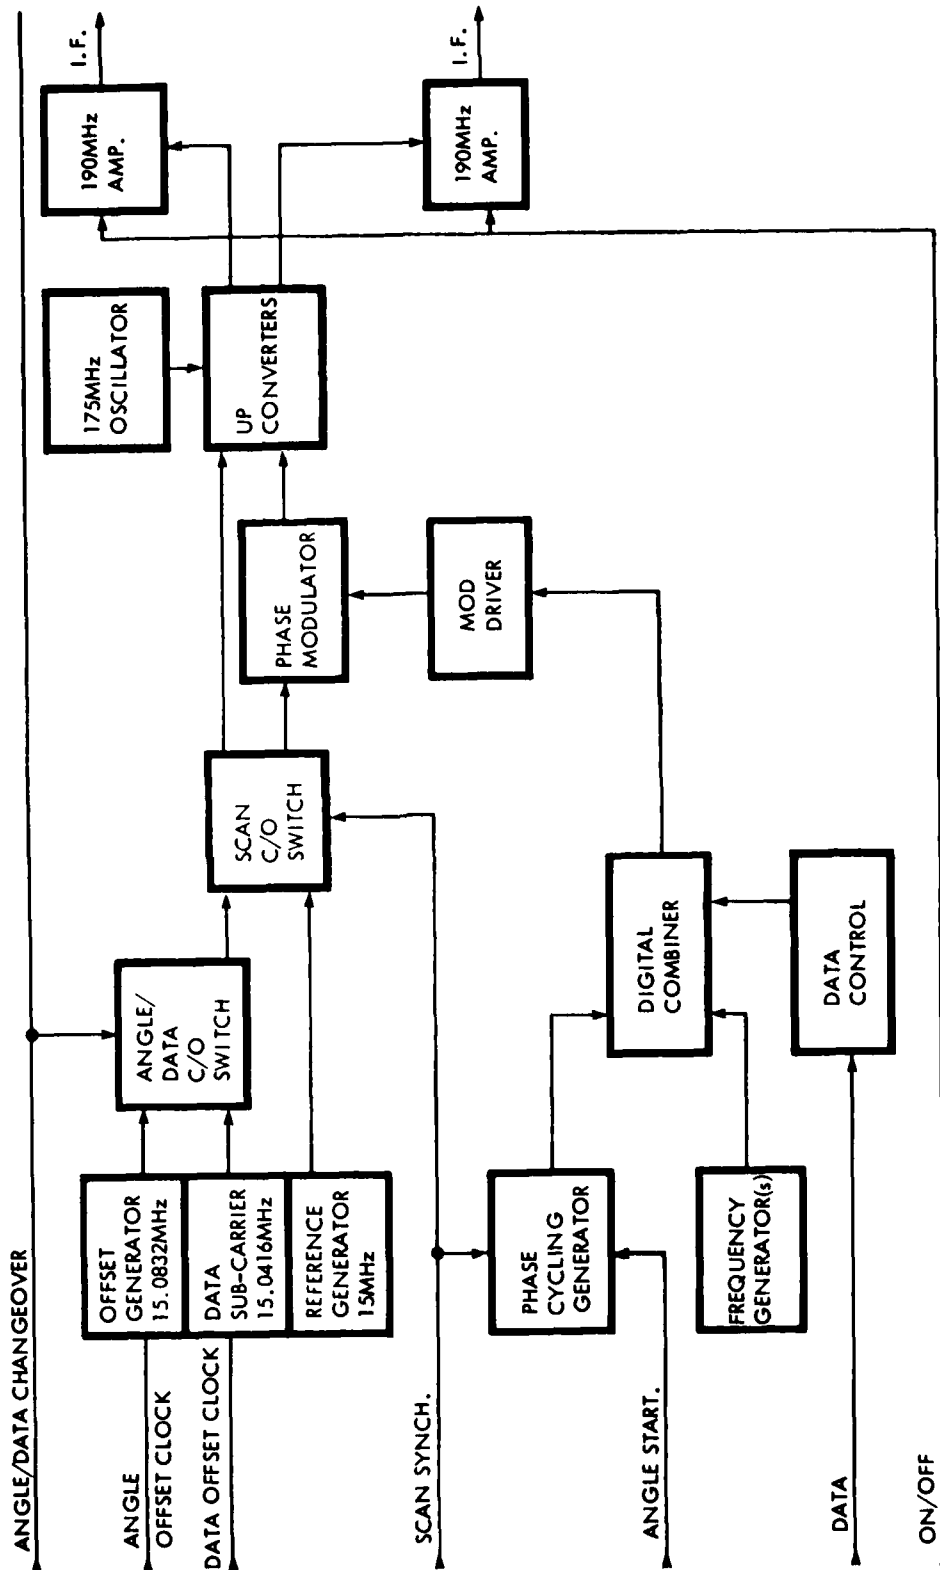 ANGLE/DATA CHANGEOVER
ANGLE
OFFSET CLOCK
DATA OFFSET CLOCK
SCAN SYNCH.
ANGLE START.
DATA
ON/OFF
OFFSET
GENERATOR
15.0832MHz
DATA
SUB-CARRIER
15.0416MHz
REFERENCE
GENERATOR
15MHz
PHASE
CYCLING
GENERATOR
FREQUENCY
GENERATOR(s)
ANGLE/
DATA
C/O
SWITCH
SCAN
C/O
SWITCH
DIGITAL
COMBINER
DATA
CONTROL
PHASE
MODULATOR
MOD
DRIVER
175MHz
OSCILLATOR
UP
CONVERTERS
190MHz
AMP.
I.F.
190MHz
AMP.
I.F.